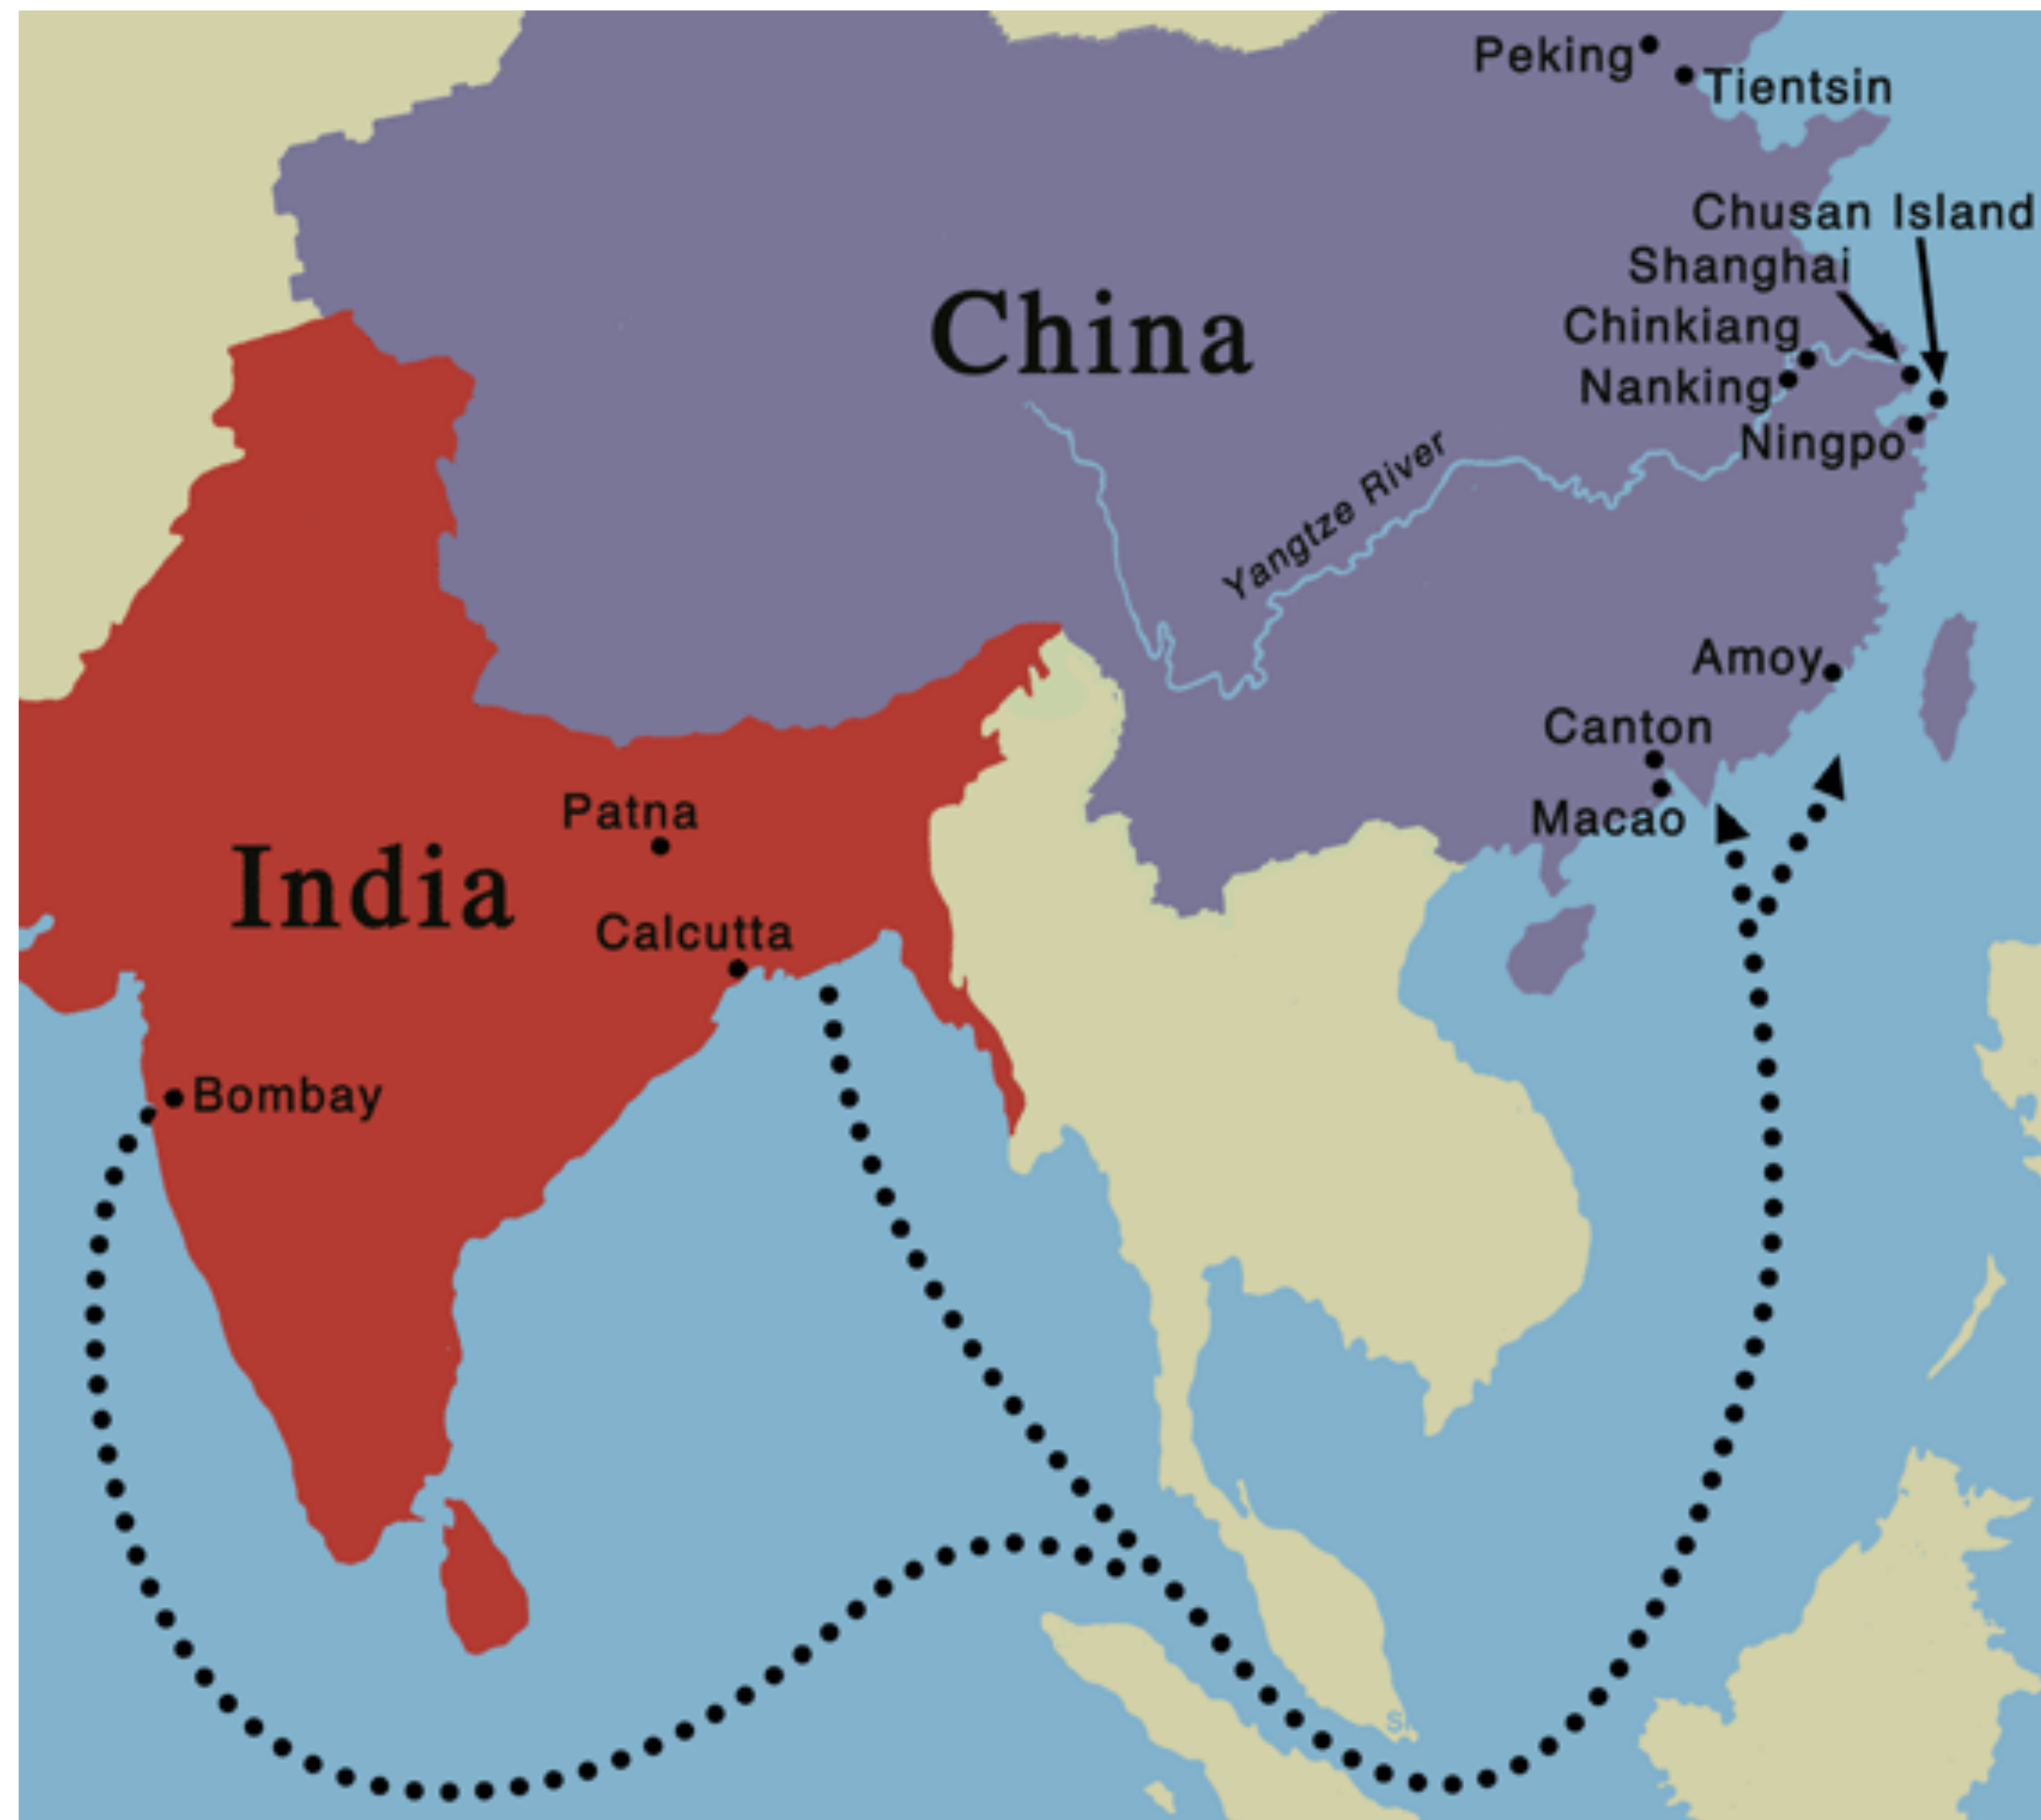 Peking
Tientsin
Chusan Island
Shanghai
Chinkiang
China
Nanking
Ningpo
Yangtze River
Amoy
Canton
Patna
Macao
India
Calcutta
Bombay